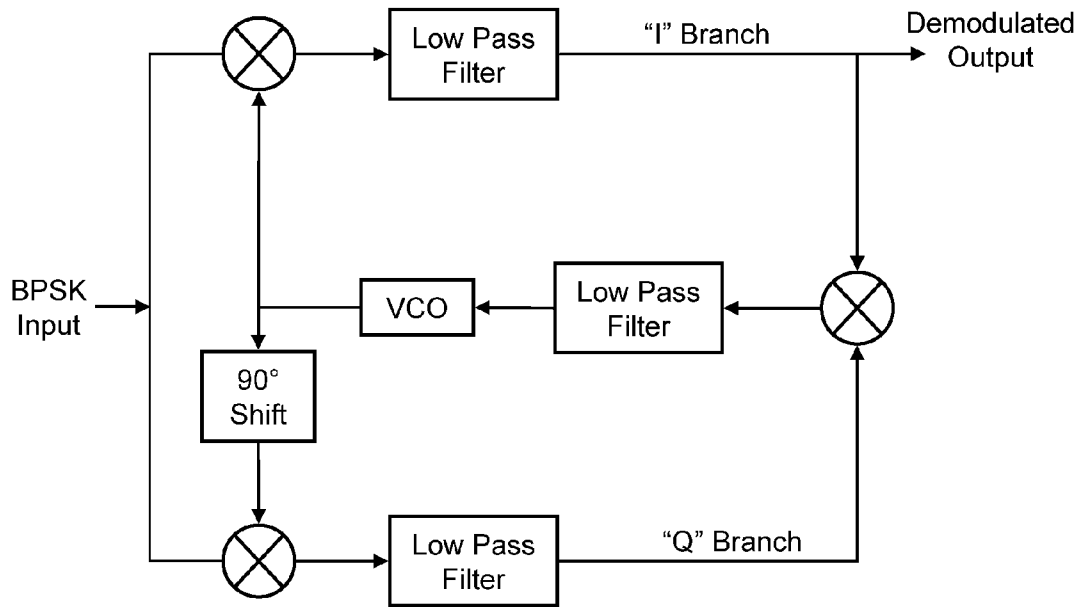 Low Pass
Filter
“I” Branch
Demodulated
Output
BPSK
Input
VCO
Low Pass
Filter
90°
Shift
Low Pass
Filter
“Q” Branch